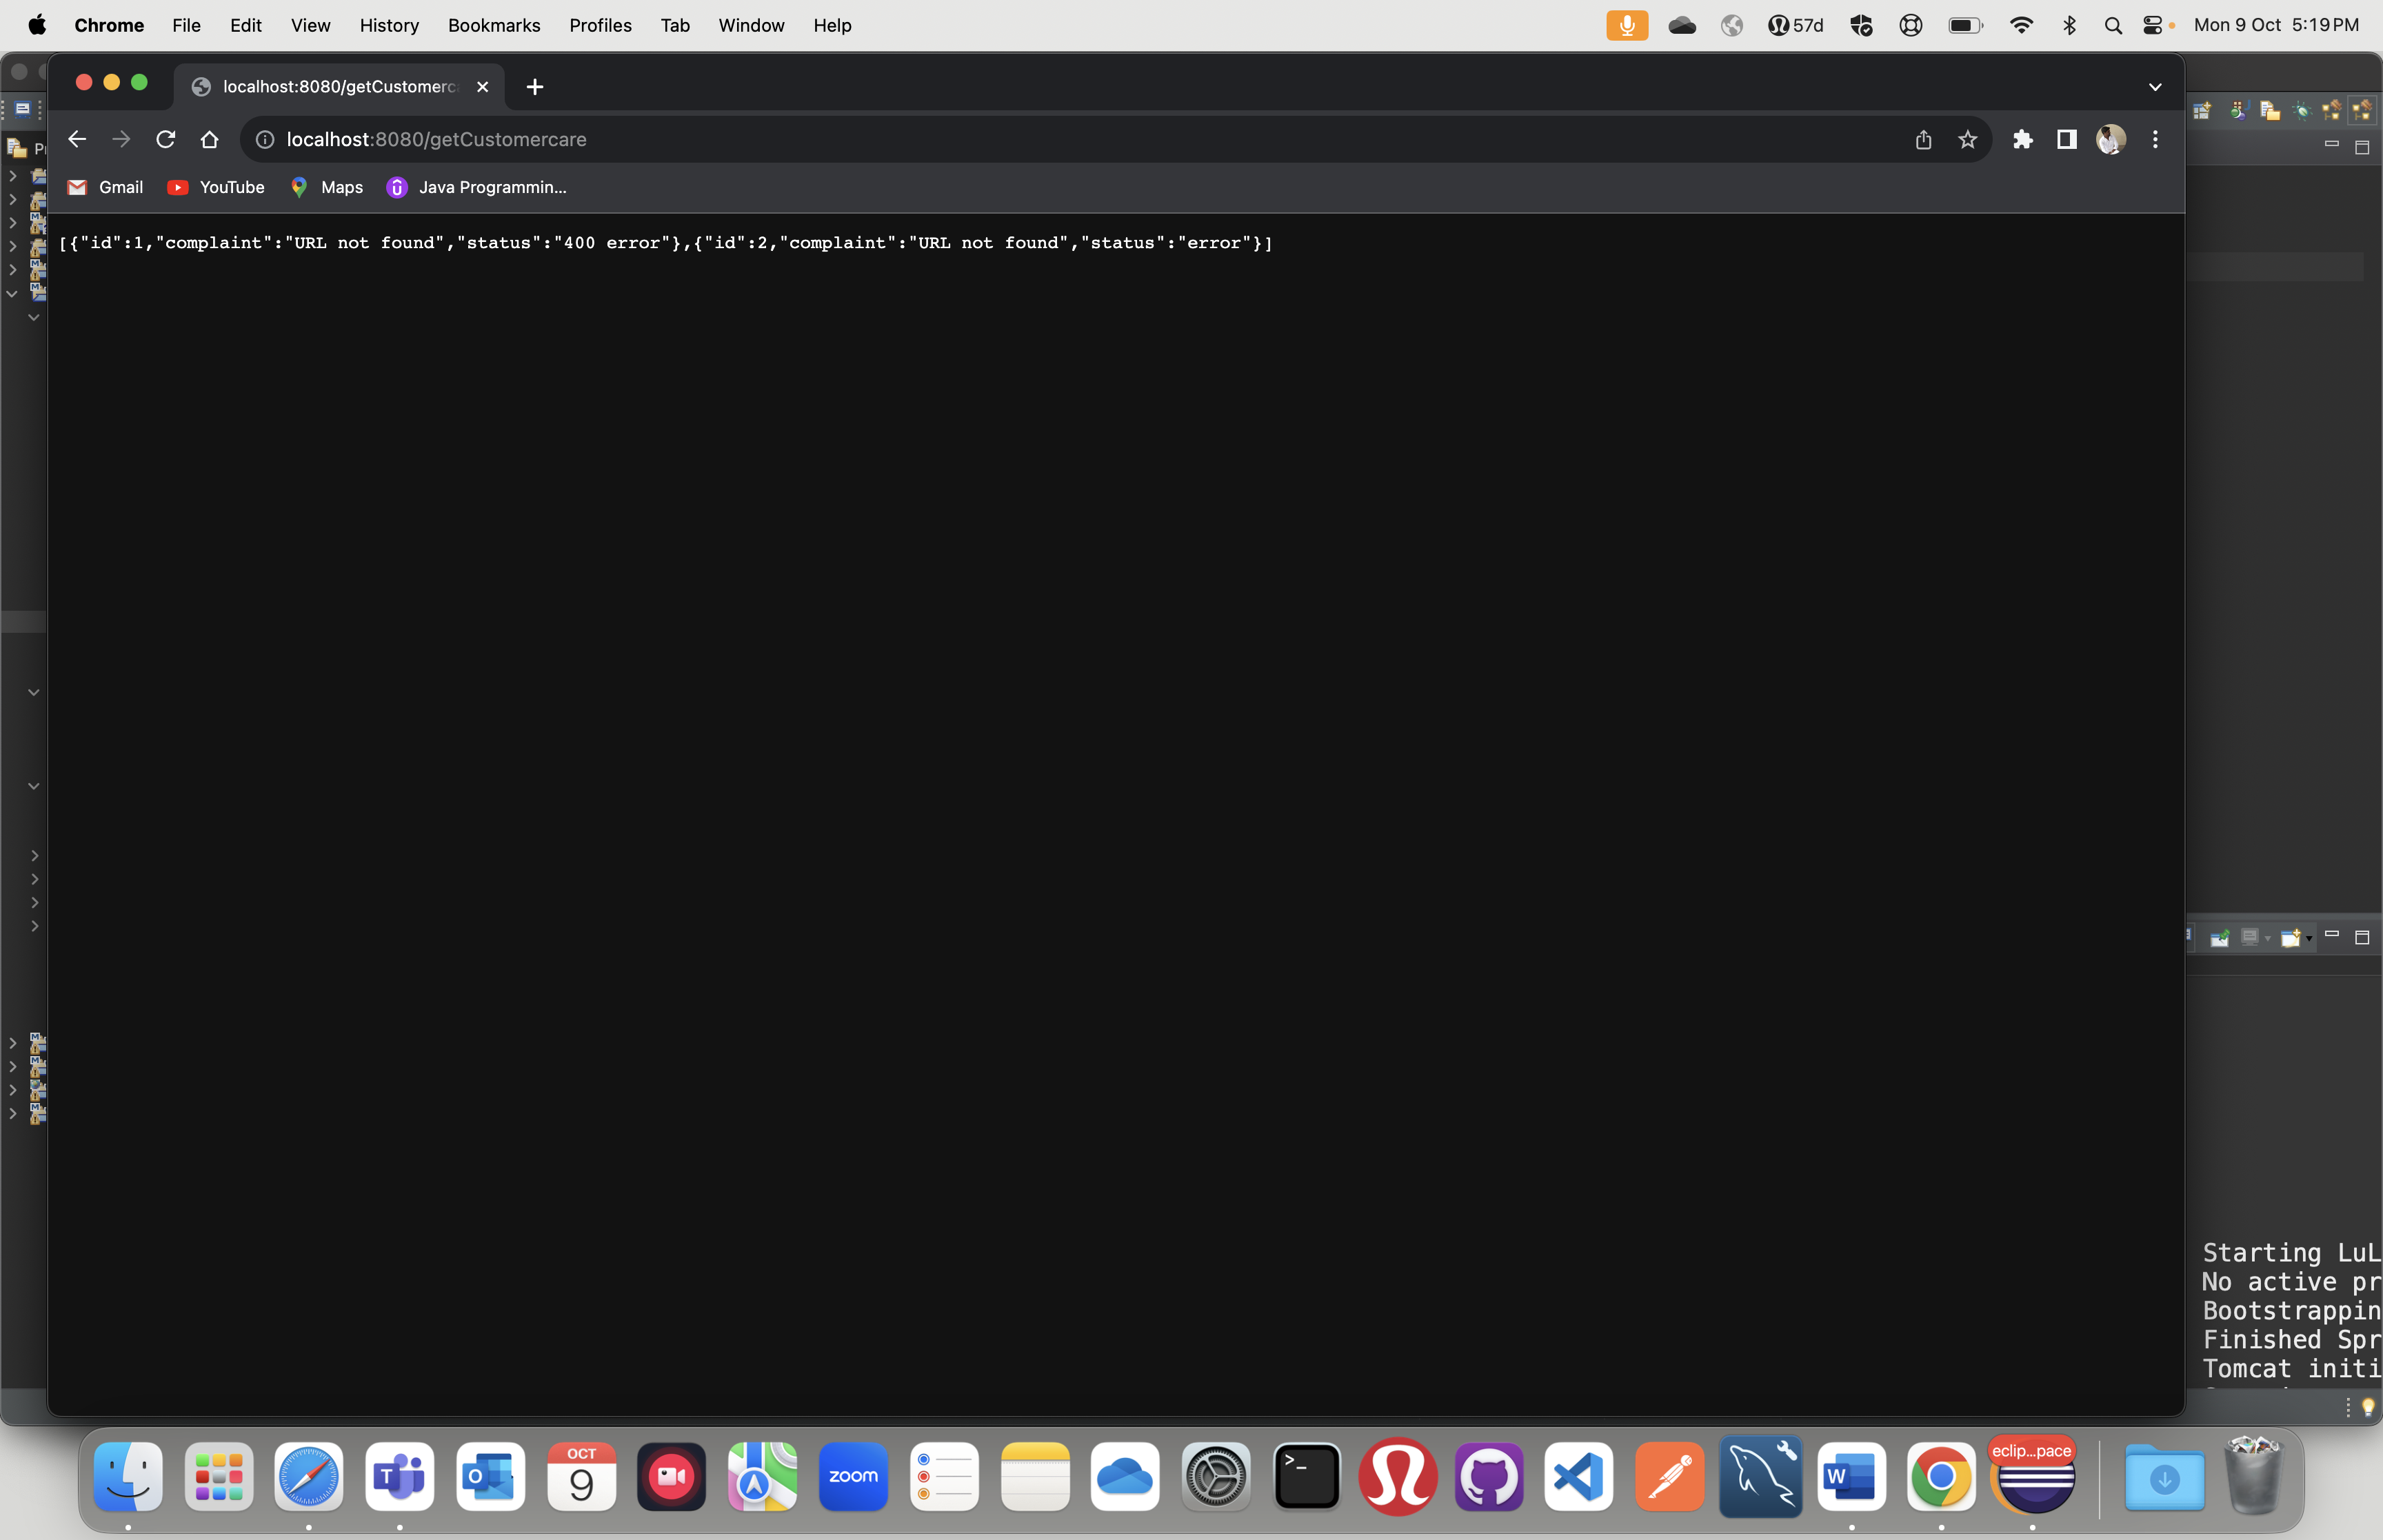 Chrome File Edit View History Bookmarks Profiles Tab Window Help 57d Mon 9 Oct 5:19 PM
localhost:8080/getCustomerc
localhost:8080/getCustomercare
Gmail YouTube Maps Java Programmin...
[{"id":1,"complaint":"URL not found","status":"400 error"},{"id":2,"complaint":"URL not found","status":"error"}]
Starting LuL
No active pr
Bootstrappin
Finished Spr
Tomcat initi
OCT
9
zoom
eclip...pace